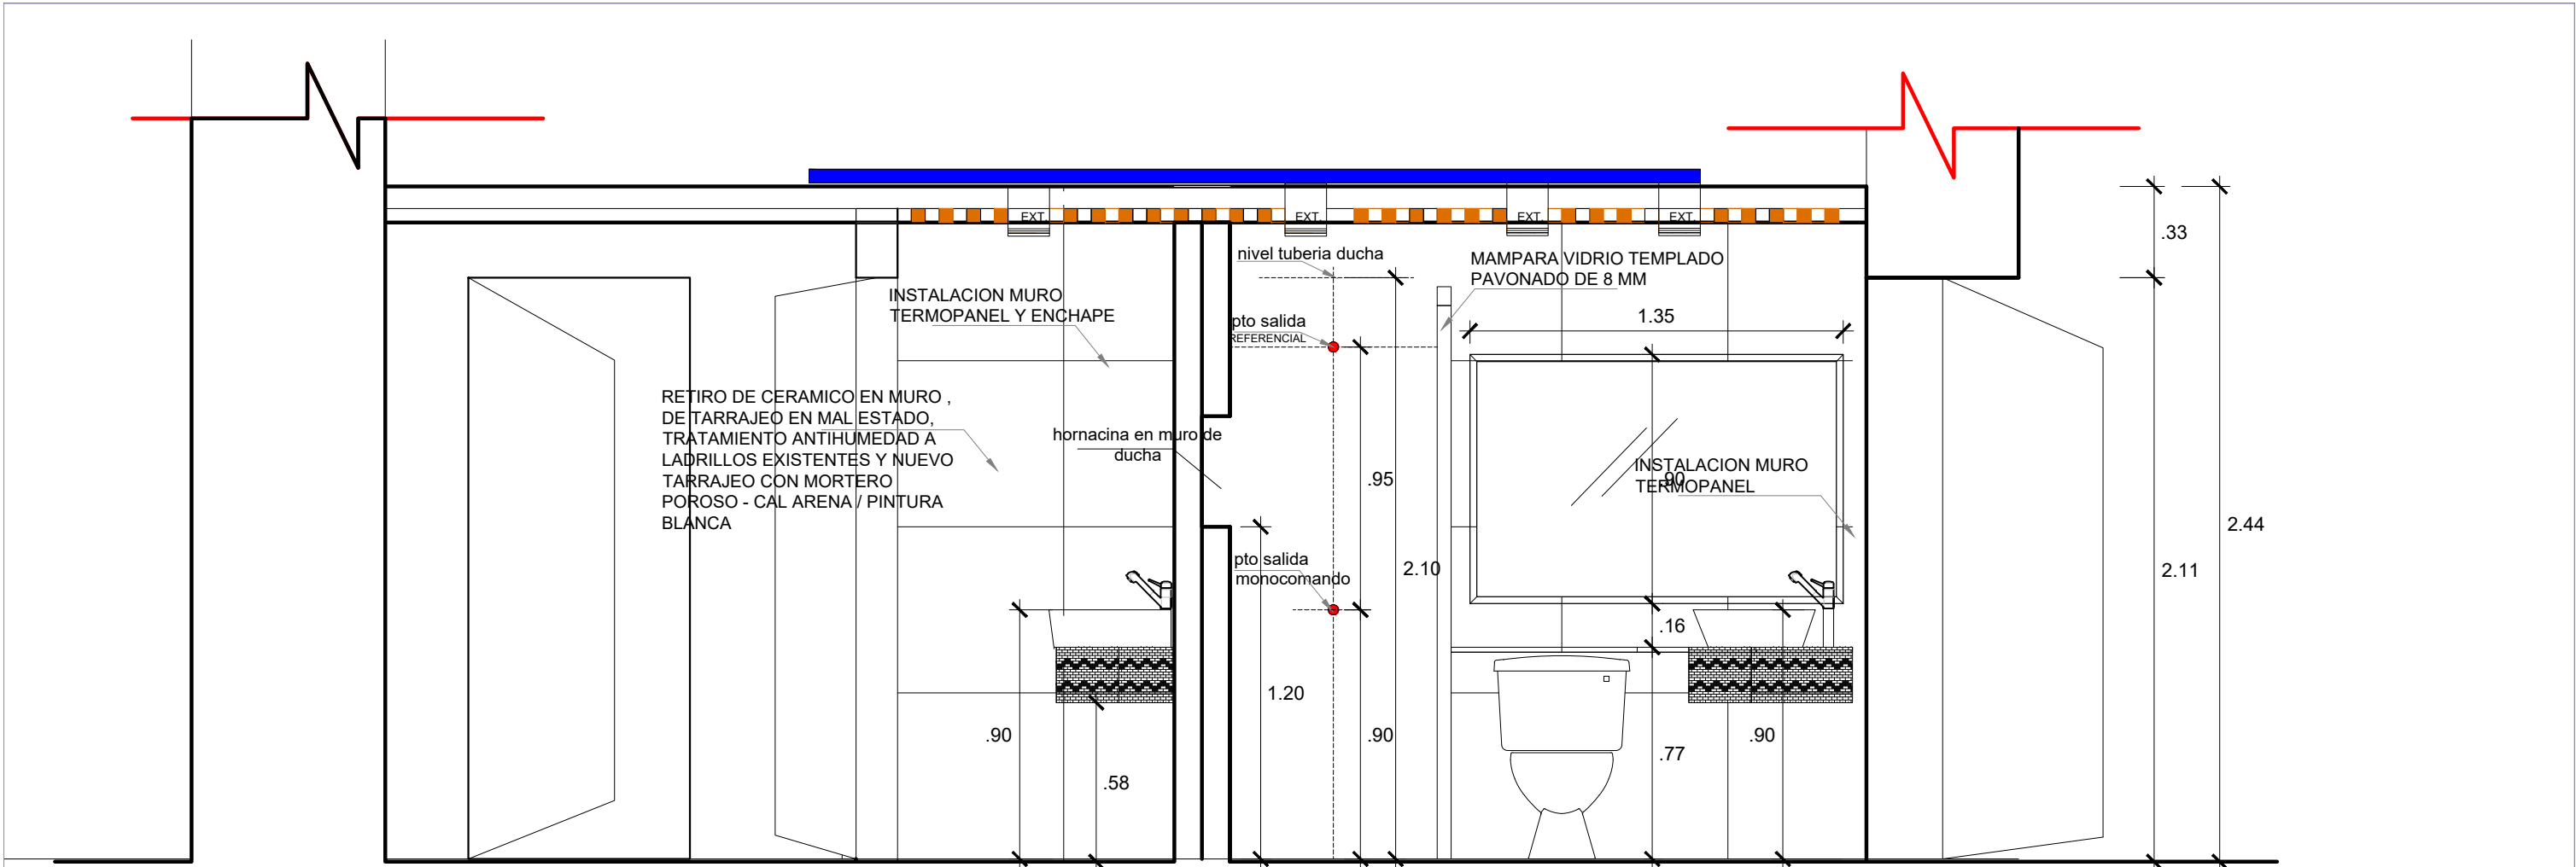 EXT.
EXT.
EXT.
EXT.
.33
nivel tuberia ducha
MAMPARA VIDRIO TEMPLADO
PAVONADO DE 8 MM
INSTALACION MURO
TERMOPANEL Y ENCHAPE
pto salida
REFERENCIAL
1.35
RETIRO DE CERAMICO EN MURO ,
DE TARRAJEO EN MAL ESTADO,
TRATAMIENTO ANTIHUMEDAD A
LADRILLOS EXISTENTES Y NUEVO
TARRAJEO CON MORTERO
POROSO - CAL ARENA / PINTURA
BLANCA
hornacina en muro de
ducha
.95
.90
INSTALACION MURO
TERMOPANEL
2.44
pto salida
monocomando
2.10
2.11
.16
1.20
.90
.58
.90
.77
.90